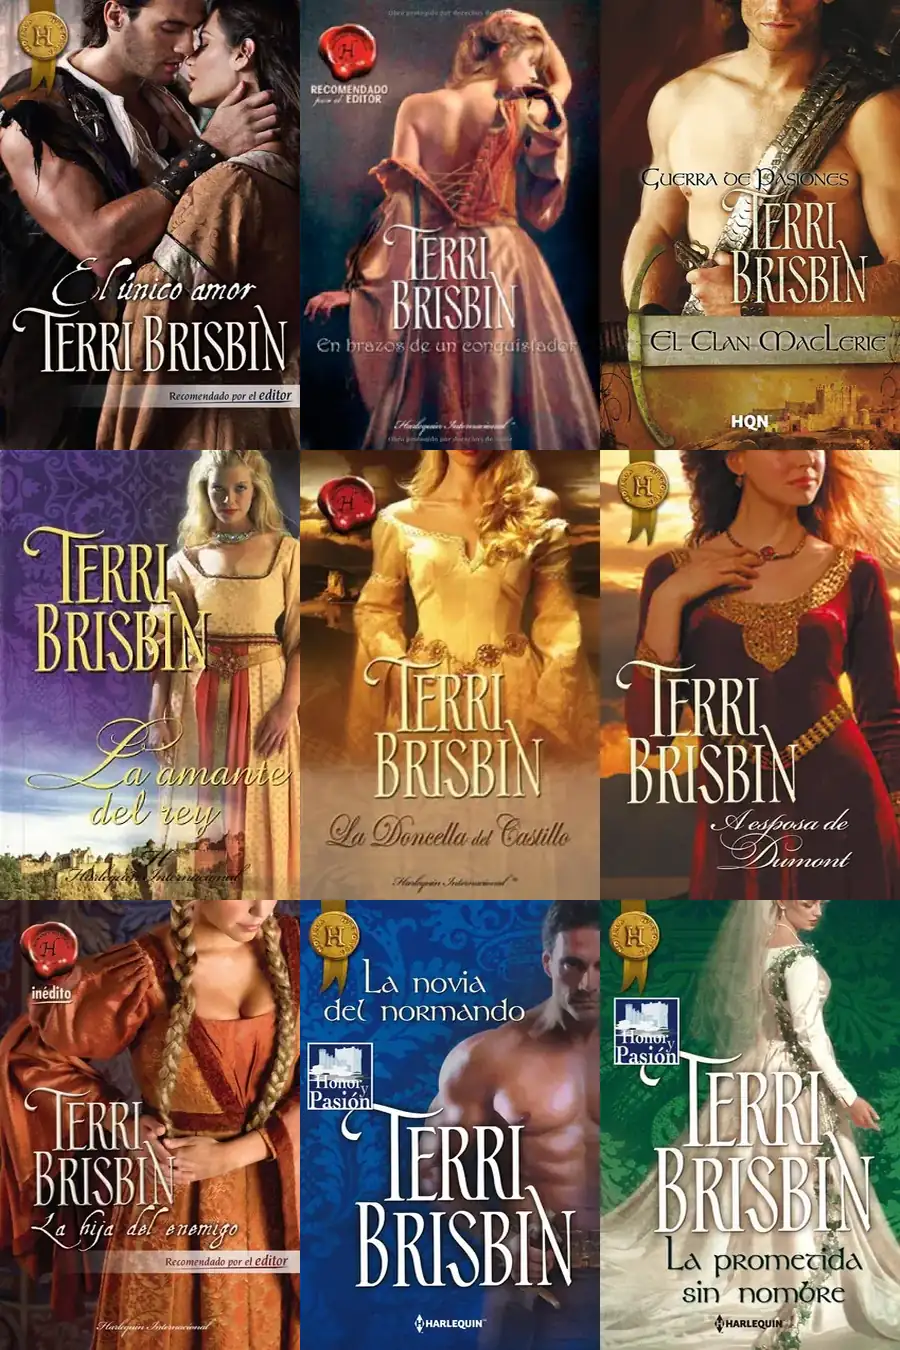 El único amor
TERRI BRISBIN
Recomendado por el editor
RECOMENDADO
por el EDITOR
TERRI
BRISBIN
En brazos de un conquistador
Harlequin Internacional
GUERRA DE PASIONES
TERRI
BRISBIN
EL CLAN MACLERIE
HQN
TERRI
BRISBIN
La amante
del rey
Harlequin Internacional
TERRI
BRISBIN
La Doncella del Castillo
Harlequin Internacional
TERRI
BRISBIN
A esposa de
Dumont
inédito
TERRI
BRISBIN
La hija del enemigo
Recomendado por el editor
Harlequin Internacional
La novia
del normando
Honor y
Pasión
TERRI
BRISBIN
HARLEQUIN™
Honor y
Pasión
TERRI
BRISBIN
La prometida
sin nombre
HARLEQUIN™